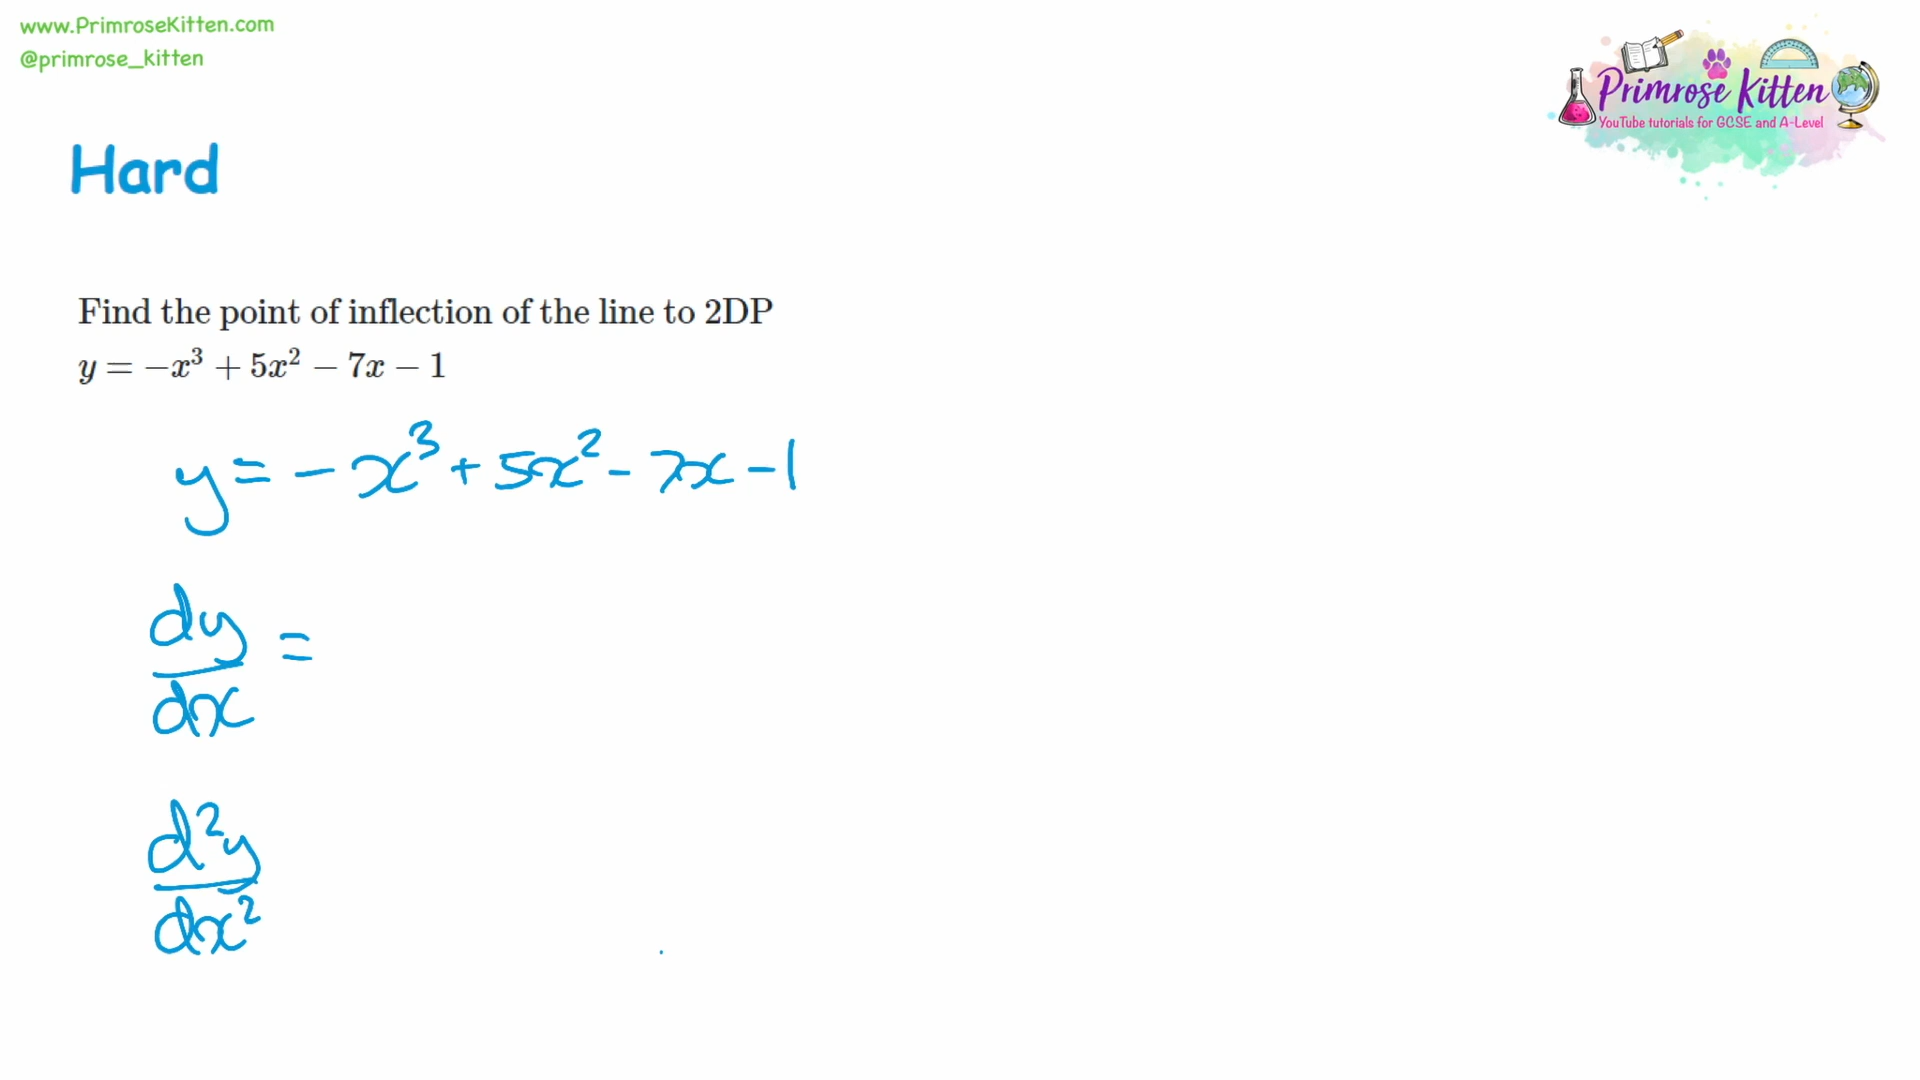 www.PrimroseKitten.com
@primrose_kitten
Primrose Kitten
YouTube tutorials for GCSE and A-Level
Hard
Find the point of inflection of the line to 2DP
y = −x³ + 5x² − 7x − 1
y = − x³ + 5x² − 7x − 1
dy/dx =
d²y/dx²